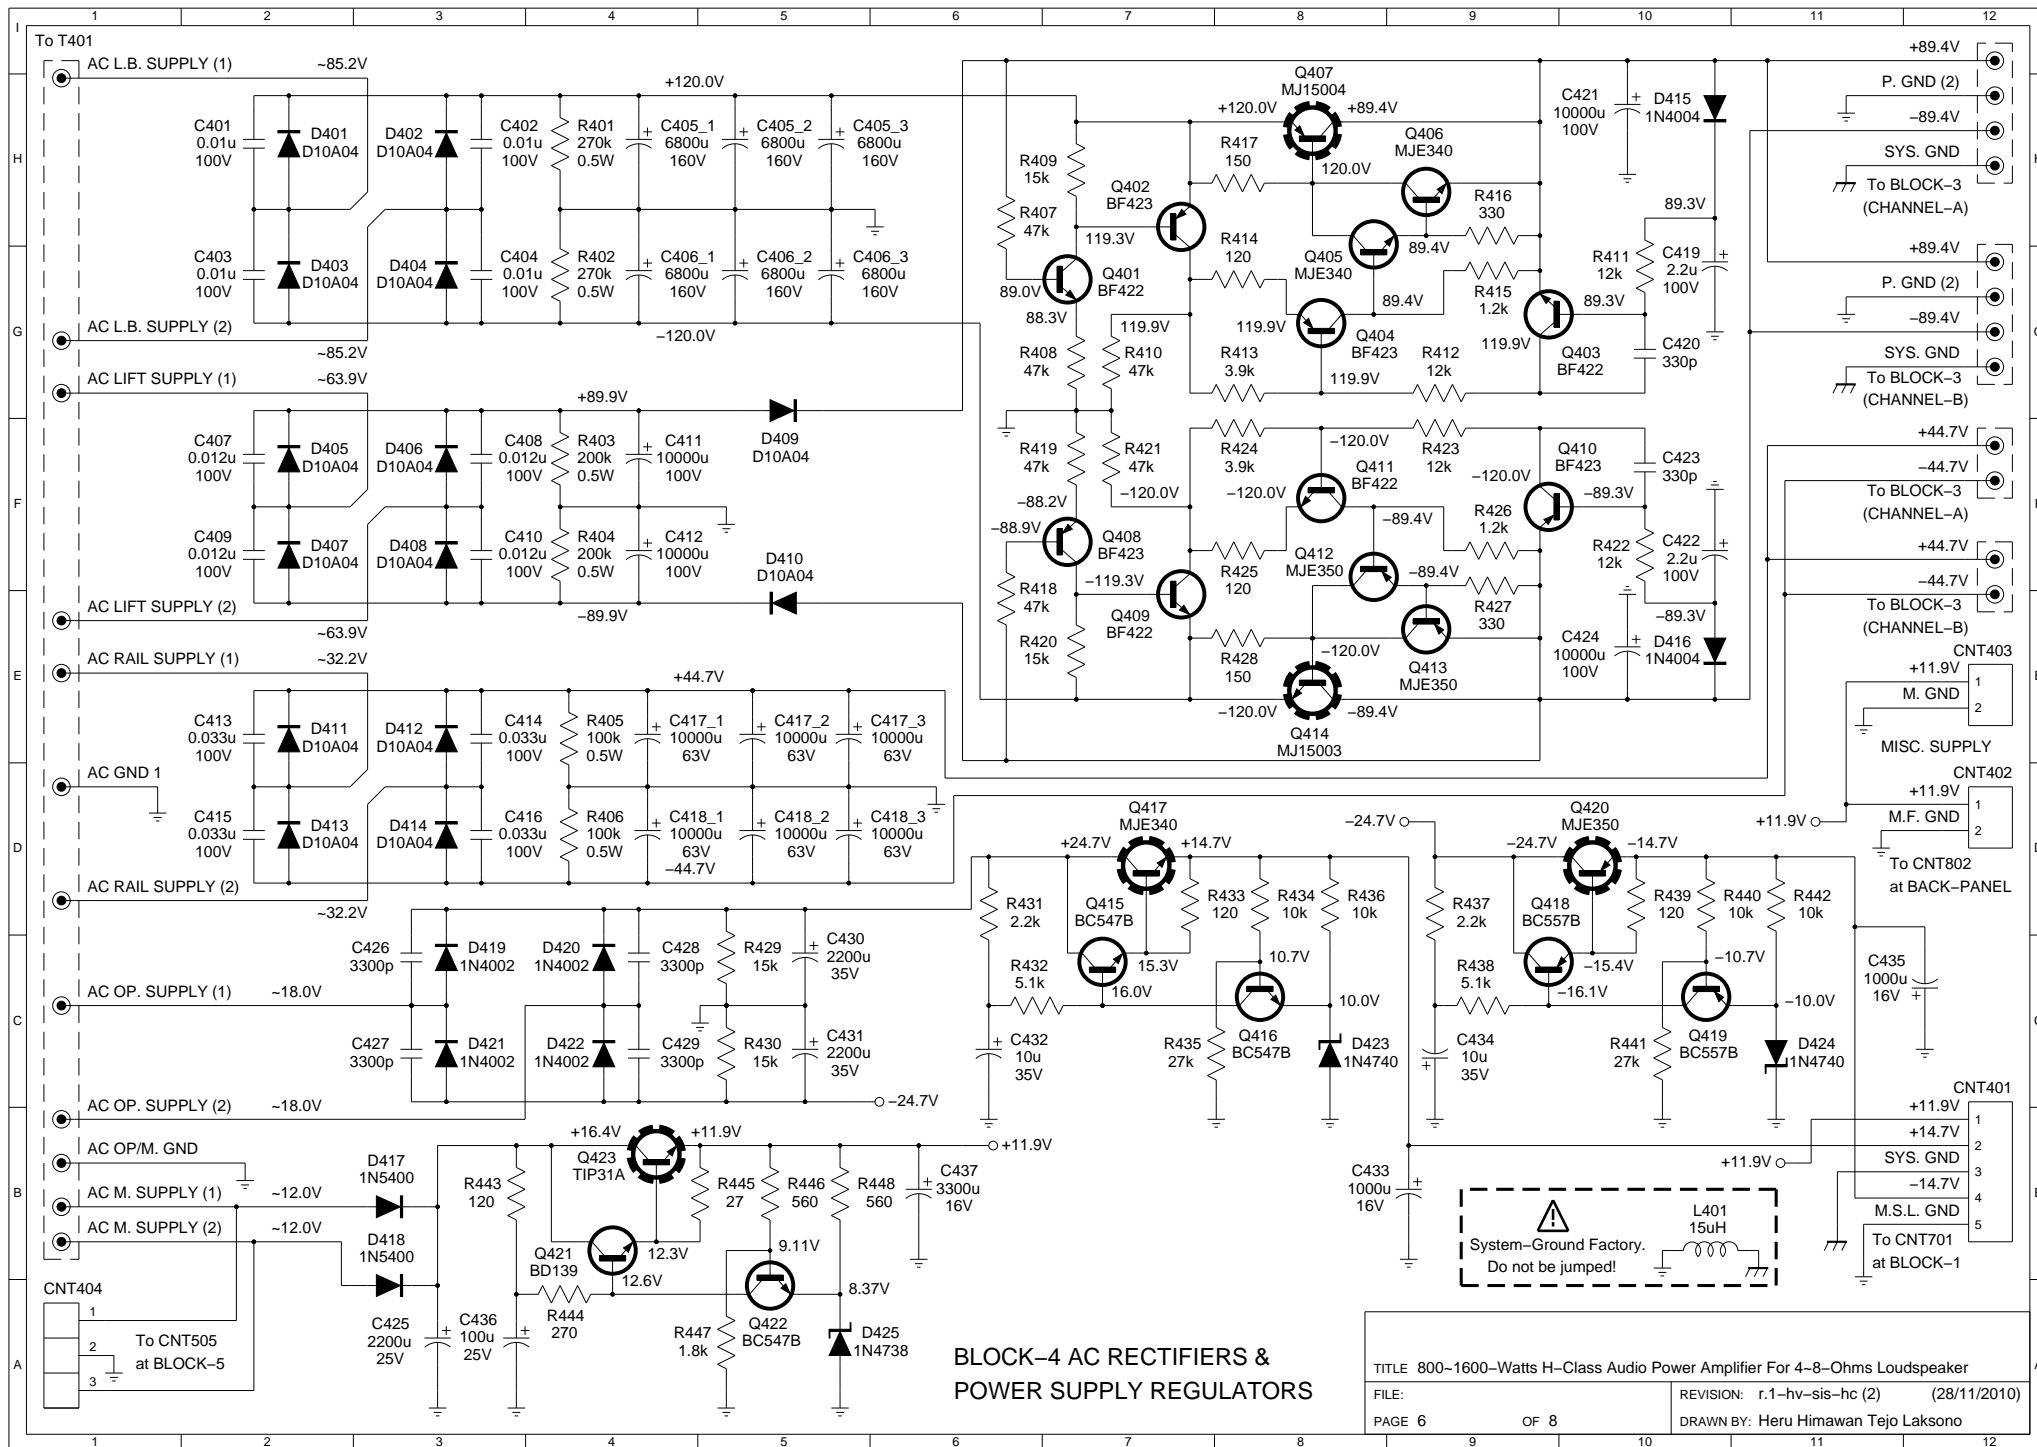 1 2 3 4 5 6 7 8 9 10 11 12
I
H
G
F
E
D
C
B
A
To T401
AC L.B. SUPPLY (1) ~85.2V
AC L.B. SUPPLY (2)
~85.2V
AC LIFT SUPPLY (1)
~63.9V
AC LIFT SUPPLY (2)
~63.9V
AC RAIL SUPPLY (1)
~32.2V
AC GND 1
AC RAIL SUPPLY (2)
~32.2V
AC OP. SUPPLY (1) ~18.0V
AC OP. SUPPLY (2) ~18.0V
AC OP/M. GND
AC M. SUPPLY (1) ~12.0V
AC M. SUPPLY (2) ~12.0V
CNT404
1
2
3
To CNT505
at BLOCK-5
+120.0V
C401
0.01u
100V
D401
D10A04
D402
D10A04
C402
0.01u
100V
R401
270k
0.5W
C405_1
6800u
160V
C405_2
6800u
160V
C405_3
6800u
160V
C403
0.01u
100V
D403
D10A04
D404
D10A04
C404
0.01u
100V
R402
270k
0.5W
C406_1
6800u
160V
C406_2
6800u
160V
C406_3
6800u
160V
-120.0V
+89.9V
C407
0.012u
100V
D405
D10A04
D406
D10A04
C408
0.012u
100V
R403
200k
0.5W
C411
10000u
100V
D409
D10A04
C409
0.012u
100V
D407
D10A04
D408
D10A04
C410
0.012u
100V
R404
200k
0.5W
C412
10000u
100V
D410
D10A04
-89.9V
+44.7V
C413
0.033u
100V
D411
D10A04
D412
D10A04
C414
0.033u
100V
R405
100k
0.5W
C417_1
10000u
63V
C417_2
10000u
63V
C417_3
10000u
63V
C415
0.033u
100V
D413
D10A04
D414
D10A04
C416
0.033u
100V
R406
100k
0.5W
C418_1
10000u
63V
C418_2
10000u
63V
C418_3
10000u
63V
-44.7V
C426
3300p
D419
1N4002
D420
1N4002
C428
3300p
R429
15k
C430
2200u
35V
C427
3300p
D421
1N4002
D422
1N4002
C429
3300p
R430
15k
C431
2200u
35V
-24.7V
D417
1N5400
D418
1N5400
C425
2200u
25V
R443
120
C436
100u
25V
+16.4V
+11.9V
Q423
TIP31A
Q421
BD139
12.3V
12.6V
R444
270
R445
27
R446
560
R448
560
9.11V
8.37V
R447
1.8k
Q422
BC547B
D425
1N4738
C437
3300u
16V
+11.9V
R409
15k
R407
47k
119.3V
Q401
BF422
89.0V
88.3V
Q402
BF423
R408
47k
R410
47k
119.9V
R417
150
R414
120
R413
3.9k
Q407
MJ15004
+120.0V
+89.4V
120.0V
Q406
MJE340
Q405
MJE340
89.4V
R416
330
89.4V
R415
1.2k
119.9V
Q404
BF423
119.9V
R412
12k
119.9V
Q403
BF422
89.3V
R411
12k
C421
10000u
100V
D415
1N4004
89.3V
C419
2.2u
100V
C420
330p
R419
47k
R421
47k
-88.2V
-88.9V
Q408
BF423
-120.0V
-119.3V
R418
47k
R420
15k
Q409
BF422
R424
3.9k
-120.0V
R425
120
R428
150
-120.0V
Q411
BF422
R423
12k
-120.0V
Q410
BF423
-89.4V
R426
1.2k
Q412
MJE350
-89.4V
R427
330
Q413
MJE350
-120.0V
-120.0V
-89.4V
Q414
MJ15003
C423
330p
-89.3V
R422
12k
C422
2.2u
100V
-89.3V
C424
10000u
100V
D416
1N4004
Q417
MJE340
+24.7V
+14.7V
R431
2.2k
Q415
BC547B
R433
120
R434
10k
R436
10k
15.3V
10.7V
R432
5.1k
16.0V
10.0V
C432
10u
35V
R435
27k
Q416
BC547B
D423
1N4740
C433
1000u
16V
-24.7V
Q420
MJE350
-24.7V
-14.7V
R437
2.2k
Q418
BC557B
R439
120
R440
10k
R442
10k
-15.4V
-10.7V
R438
5.1k
-16.1V
-10.0V
C434
10u
35V
R441
27k
Q419
BC557B
D424
1N4740
C435
1000u
16V
+89.4V
P. GND (2)
-89.4V
SYS. GND
To BLOCK-3
(CHANNEL-A)
+89.4V
P. GND (2)
-89.4V
SYS. GND
To BLOCK-3
(CHANNEL-B)
+44.7V
-44.7V
To BLOCK-3
(CHANNEL-A)
+44.7V
-44.7V
To BLOCK-3
(CHANNEL-B)
CNT403
+11.9V
1
M. GND
2
MISC. SUPPLY
CNT402
+11.9V
1
M.F. GND
2
+11.9V
To CNT802
at BACK-PANEL
CNT401
+11.9V
1
+14.7V
2
SYS. GND
3
-14.7V
4
M.S.L. GND
5
+11.9V
To CNT701
at BLOCK-1
System-Ground Factory.
Do not be jumped!
L401
15uH
BLOCK-4 AC RECTIFIERS &
POWER SUPPLY REGULATORS
TITLE 800~1600-Watts H-Class Audio Power Amplifier For 4~8-Ohms Loudspeaker
FILE:
REVISION: r.1-hv-sis-hc (2) (28/11/2010)
PAGE 6 OF 8
DRAWN BY: Heru Himawan Tejo Laksono
1 2 3 4 5 6 7 8 9 10 11 12